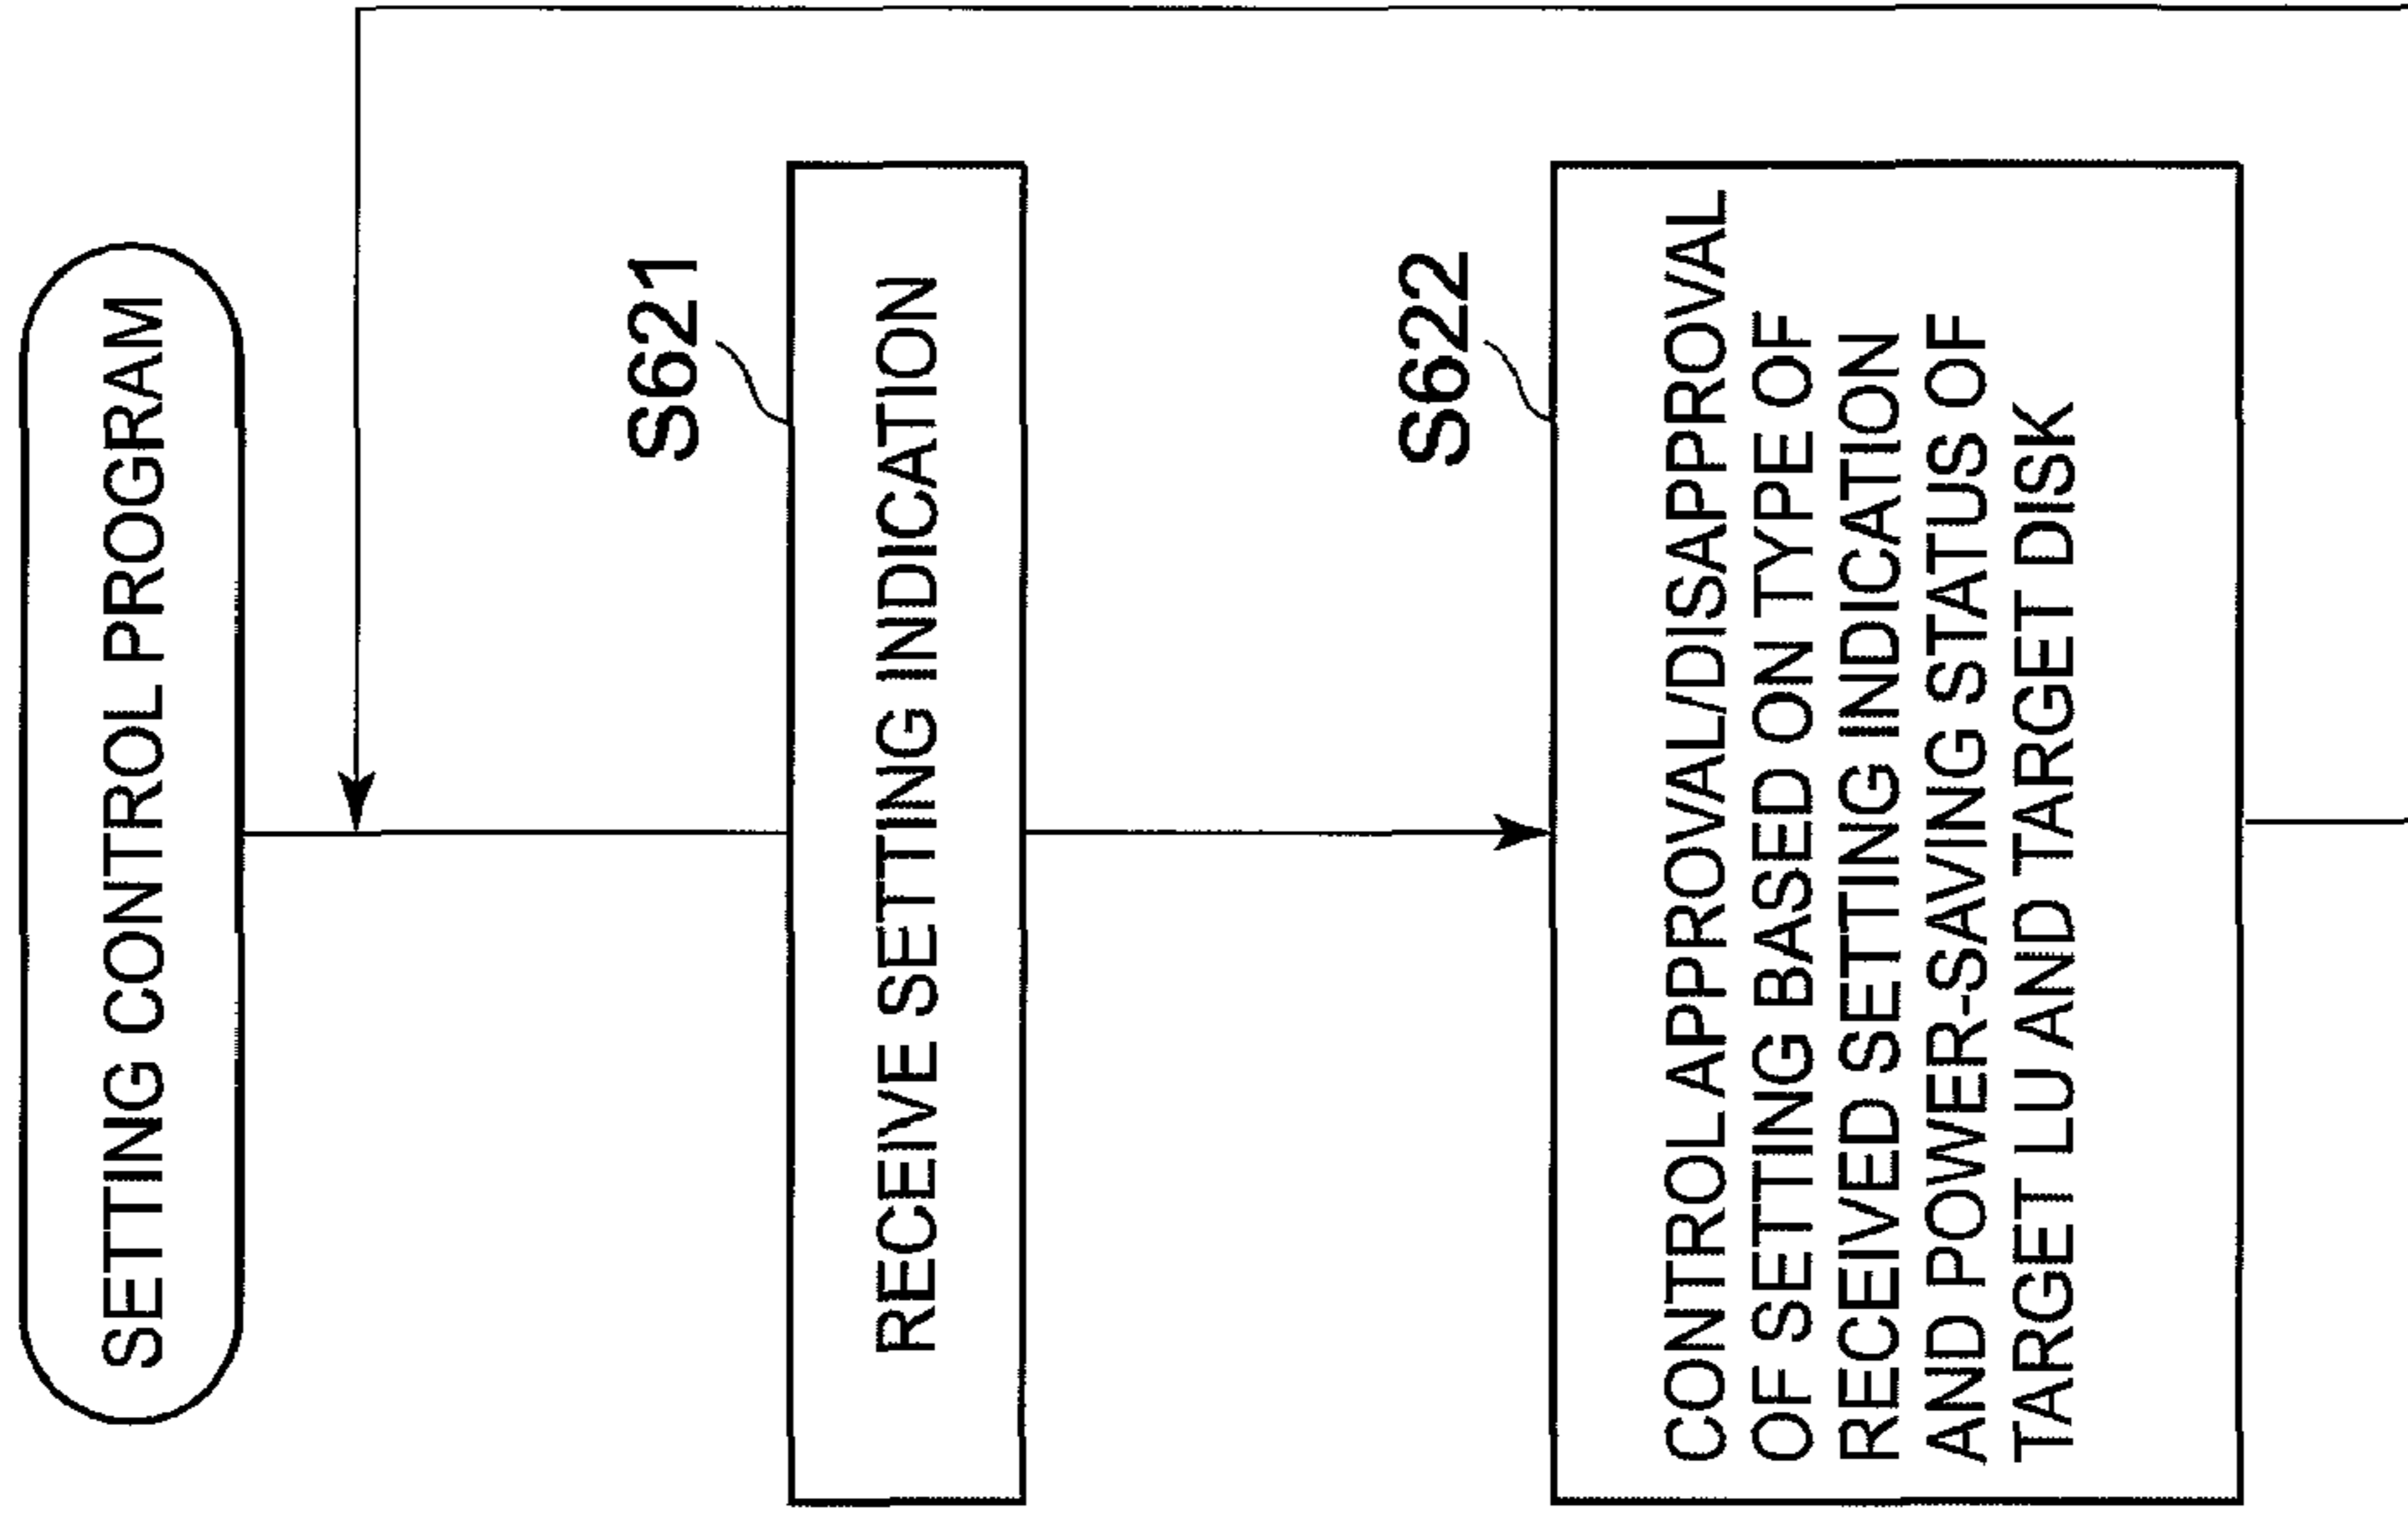 SETTING CONTROL PROGRAM
S621
RECEIVE SETTING INDICATION
S622
CONTROL APPROVAL/DISAPPROVAL
OF SETTING BASED ON TYPE OF
RECEIVED SETTING INDICATION
AND POWER-SAVING STATUS OF
TARGET LU AND TARGET DISK